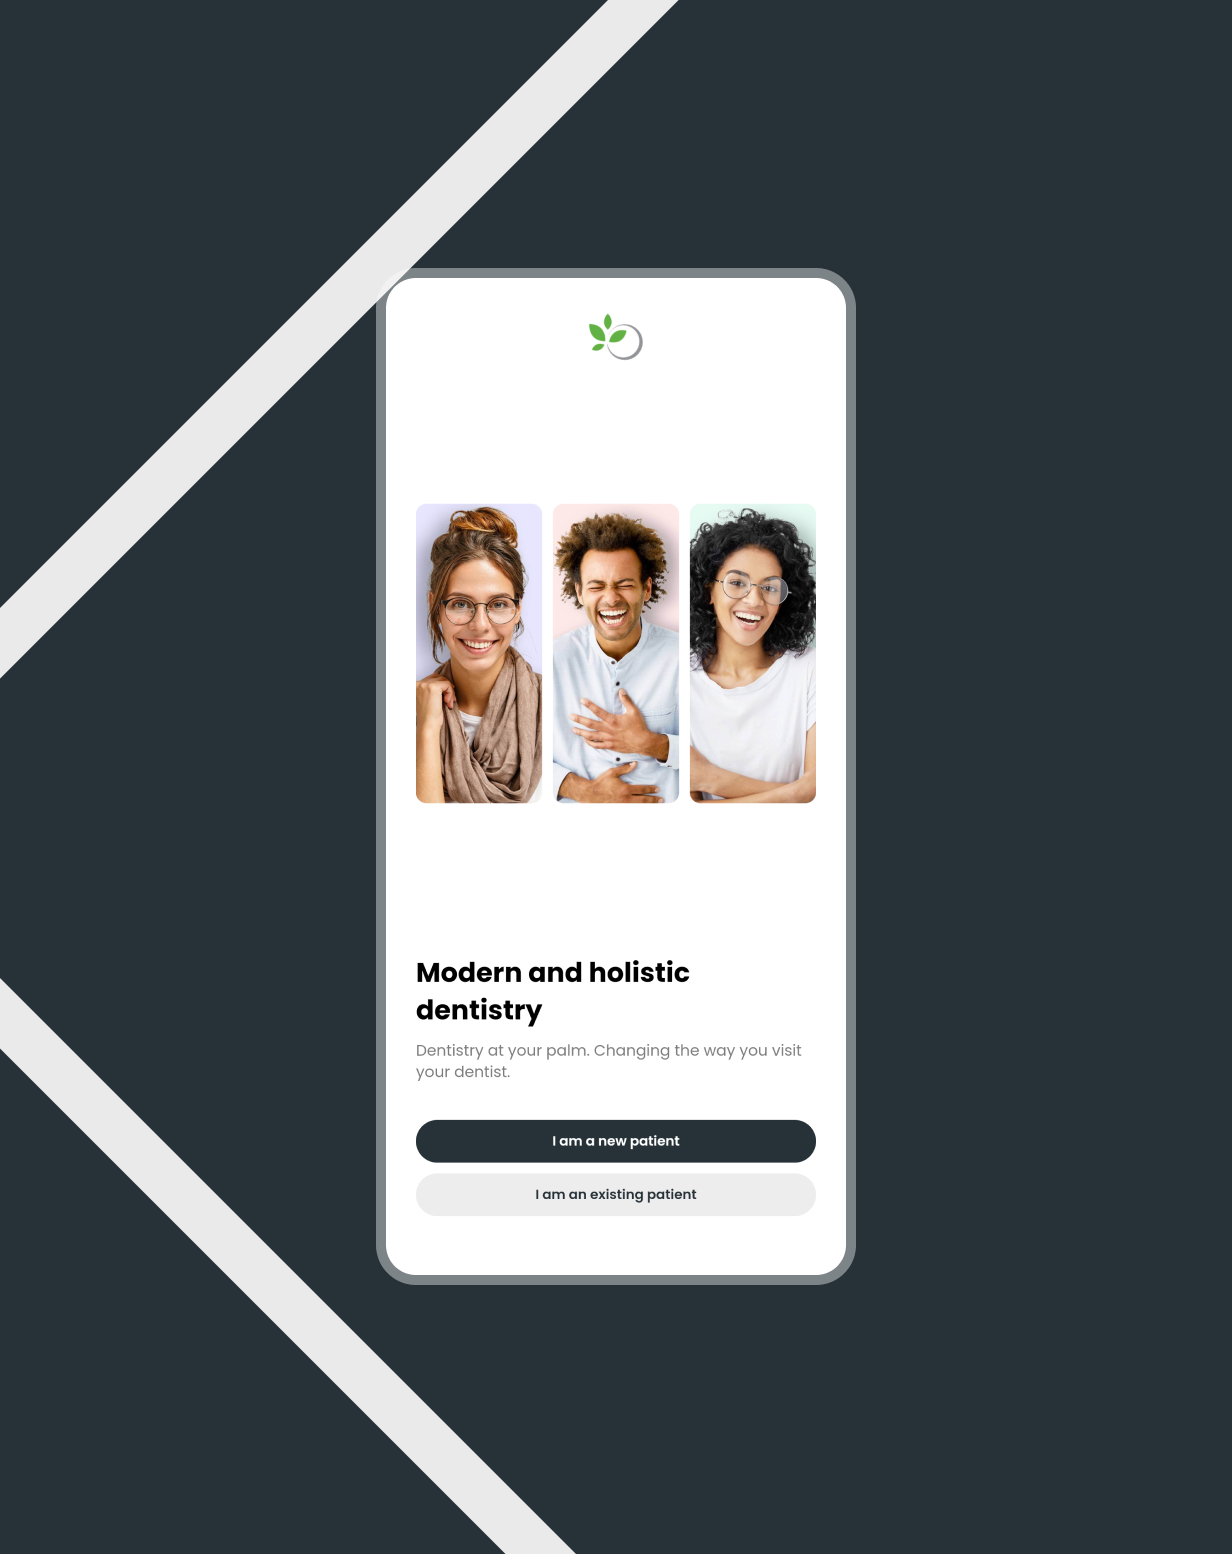 Modern and holistic
dentistry
Dentistry at your palm. Changing the way you visit
your dentist.
I am a new patient
I am an existing patient